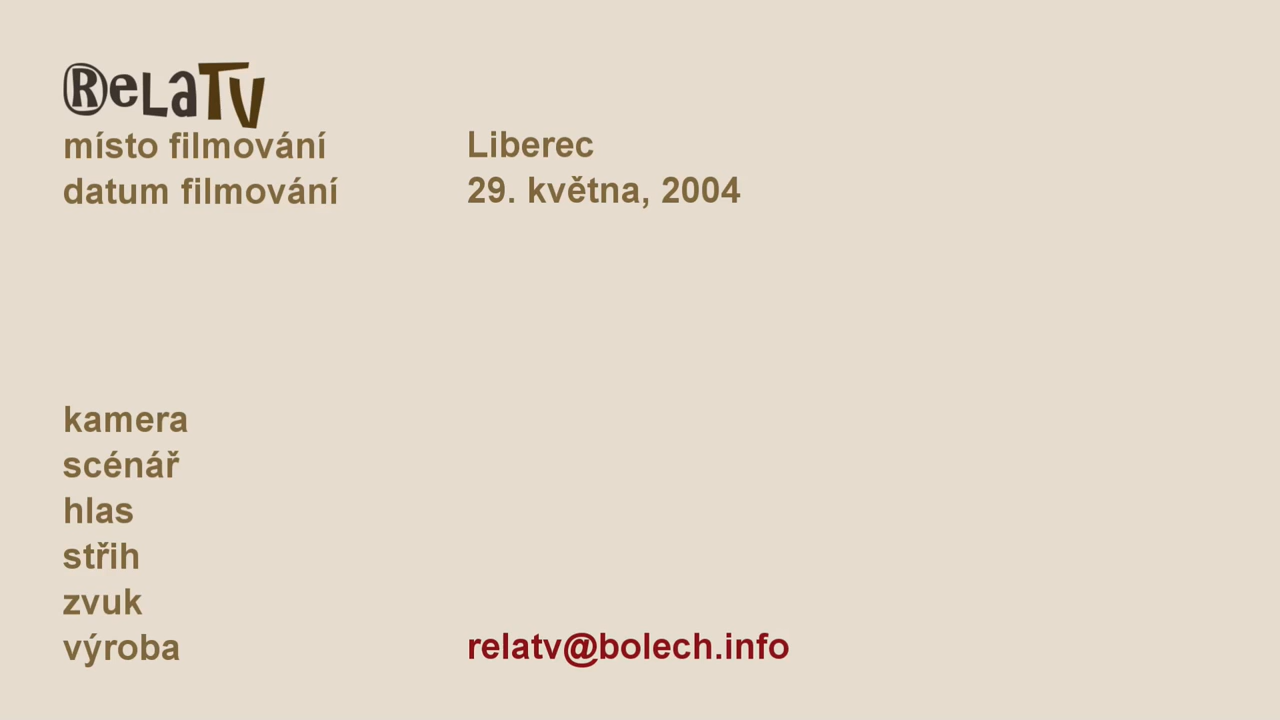 RelaTV
místo filmování Liberec
datum filmování 29. května, 2004
kamera
scénář
hlas
střih
zvuk
výroba relatv@bolech.info